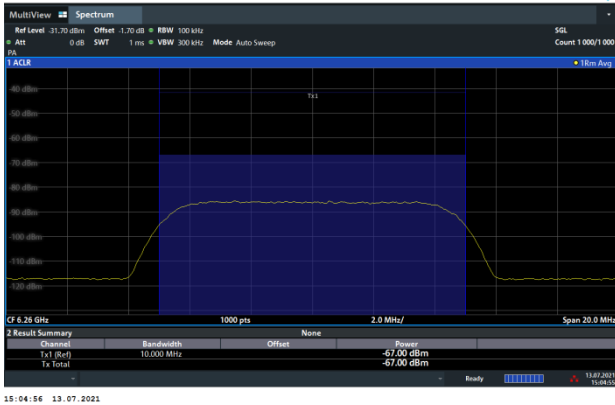 MultiView Spectrum
Ref Level -31.70 dBm Offset -1.70 dB RBW 100 kHz SGL
Att 0 dB SWT 1 ms VBW 300 kHz Mode Auto Sweep Count 1000/1000
PA
1 ACLR 1Rm Avg
-40 dBm
Tx1
-50 dBm
-60 dBm
-70 dBm
-80 dBm
-90 dBm
-100 dBm
-110 dBm
-120 dBm
CF 6.26 GHz 1000 pts 2.0 MHz/ Span 20.0 MHz
2 Result Summary None
Channel Bandwidth Offset Power
Tx1 (Ref) 10.000 MHz -67.00 dBm
Tx Total -67.00 dBm
Ready 13.07.2021
15:04:55
15:04:56 13.07.2021